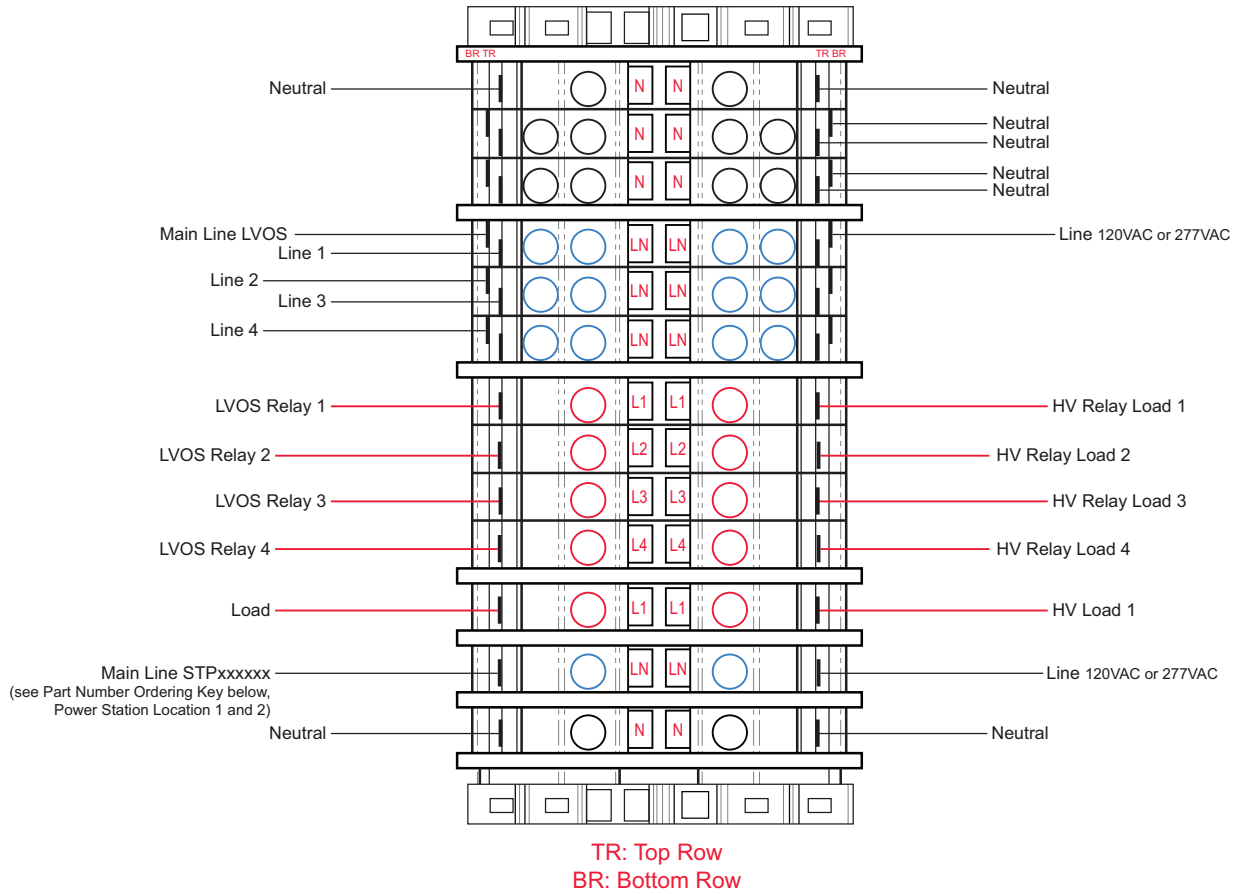 BR TR TR BR
Neutral N N Neutral
Neutral
N N Neutral
Neutral
N N Neutral
Main Line LVOS LN LN Line 120VAC or 277VAC
Line 1
Line 2 LN LN
Line 3
Line 4 LN LN
LVOS Relay 1 L1 L1 HV Relay Load 1
LVOS Relay 2 L2 L2 HV Relay Load 2
LVOS Relay 3 L3 L3 HV Relay Load 3
LVOS Relay 4 L4 L4 HV Relay Load 4
Load L1 L1 HV Load 1
Main Line STPxxxxxx LN LN Line 120VAC or 277VAC
(see Part Number Ordering Key below,
Power Station Location 1 and 2)
Neutral N N Neutral
TR: Top Row
BR: Bottom Row